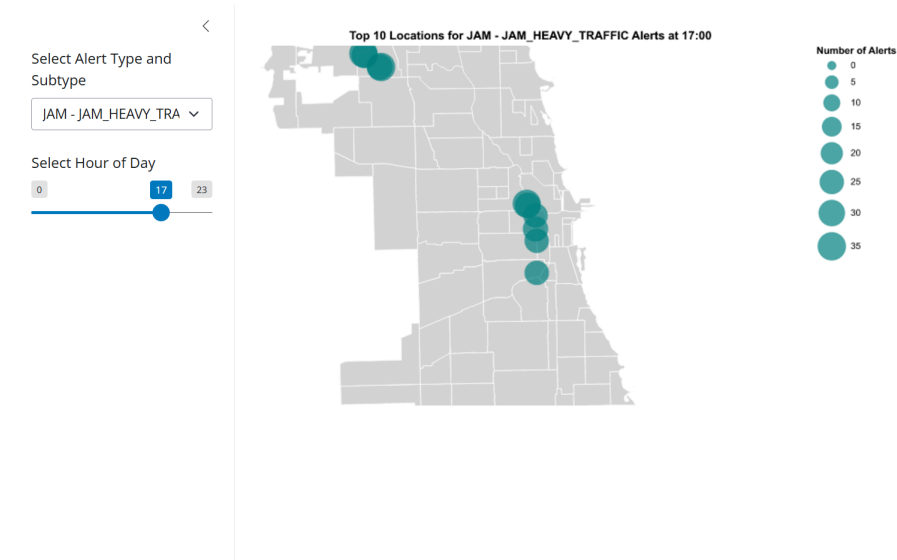 Select Alert Type and
Subtype
JAM - JAM_HEAVY_TRA
Select Hour of Day
0 17 23
Top 10 Locations for JAM - JAM_HEAVY_TRAFFIC Alerts at 17:00
Number of Alerts
0
5
10
15
20
25
30
35